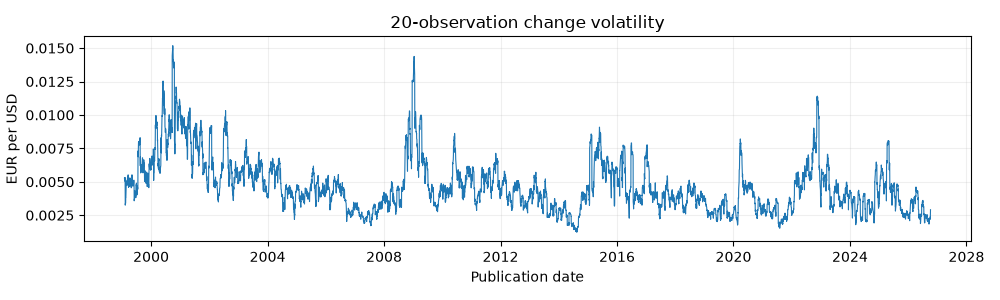 20-observation change volatility
EUR per USD
0.0150
0.0125
0.0100
0.0075
0.0050
0.0025
2000 2004 2008 2012 2016 2020 2024 2028
Publication date